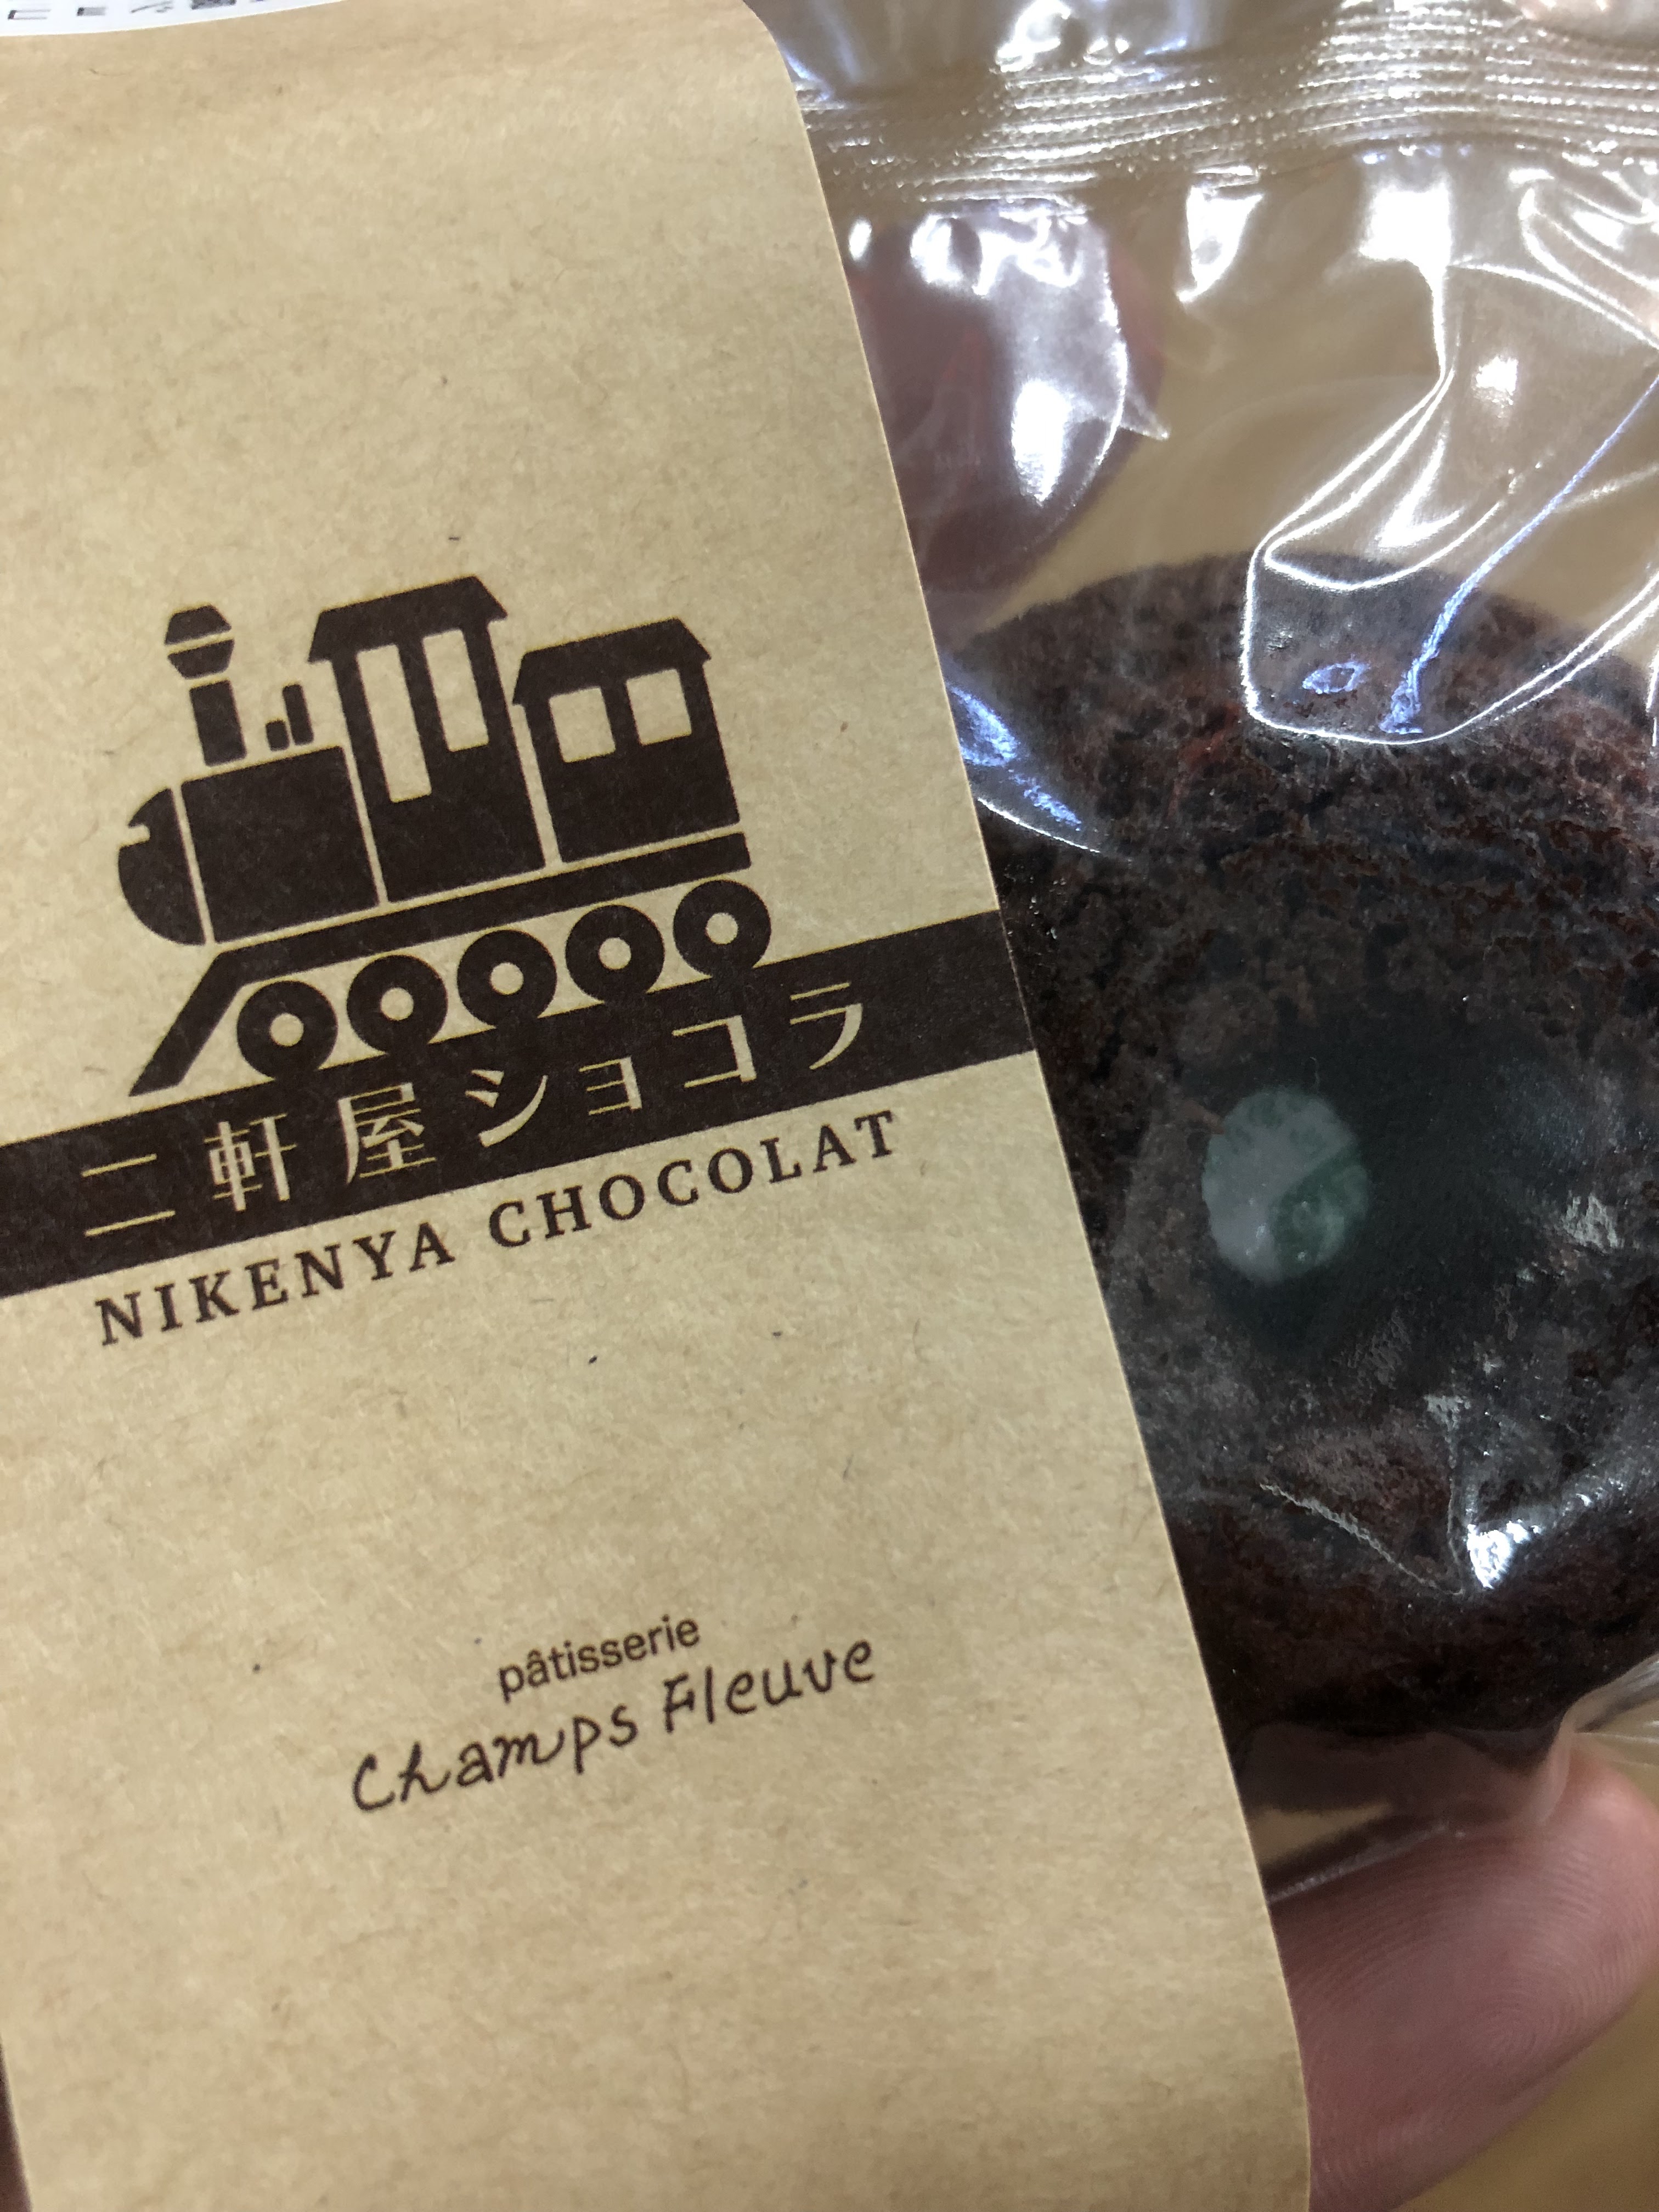 二軒屋ショコラ
NIKENYA CHOCOLAT
pâtisserie
Champs Fleuve